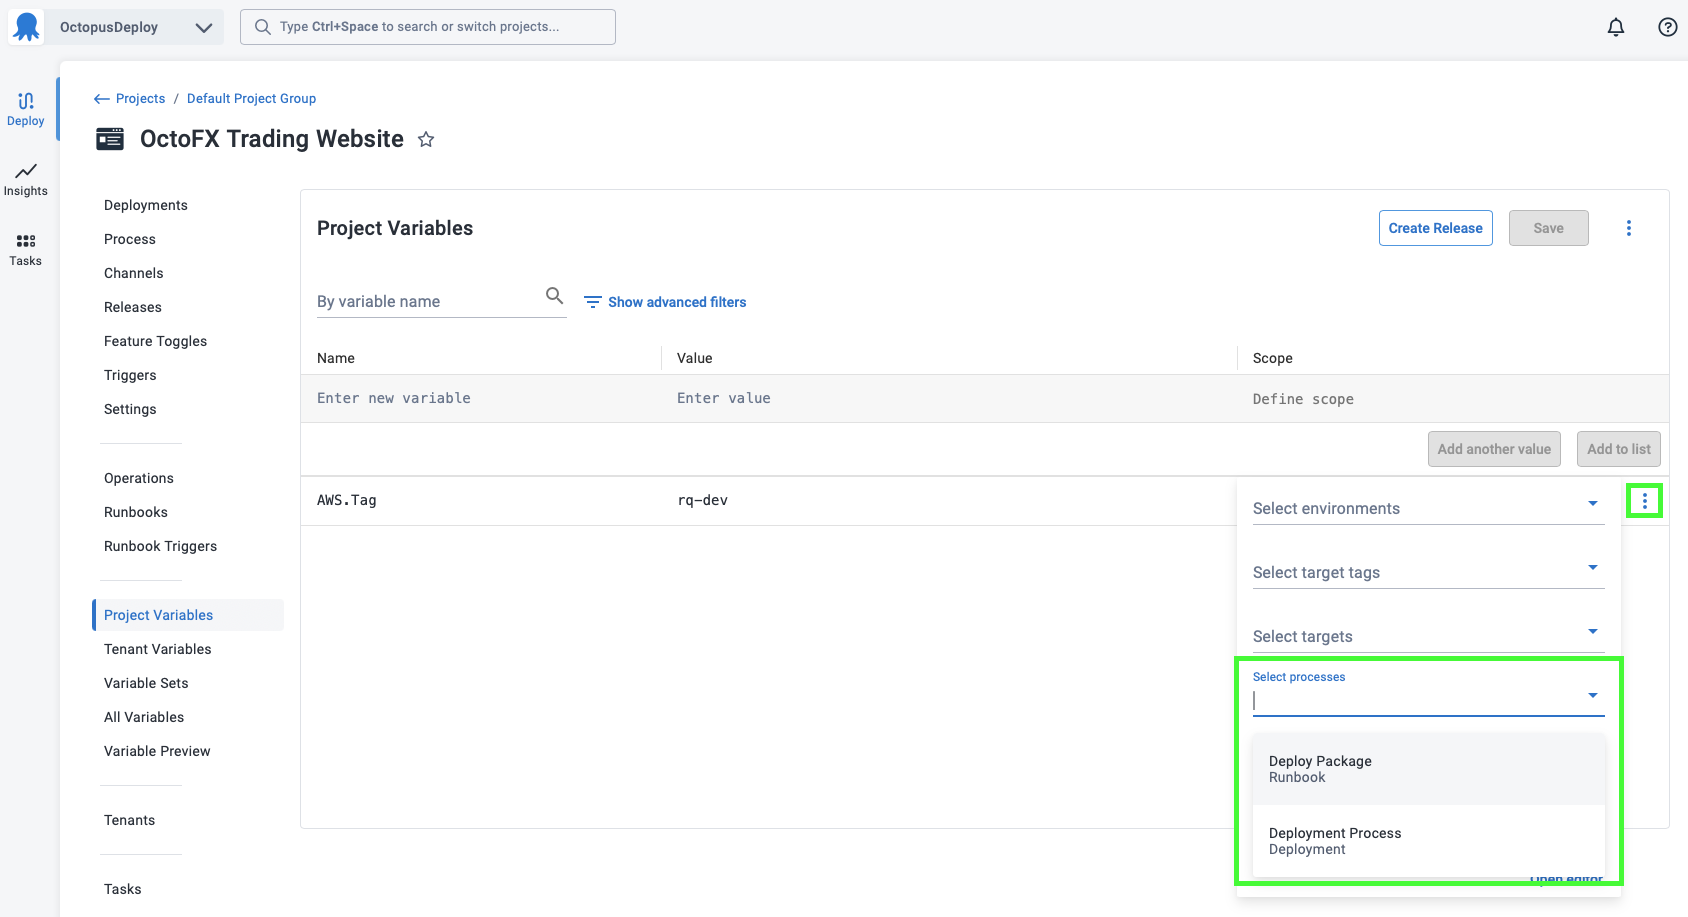 OctopusDeploy
Type Ctrl+Space to search or switch projects...
Deploy
Insights
Tasks
Projects / Default Project Group
OctoFX Trading Website
Deployments
Process
Channels
Releases
Feature Toggles
Triggers
Settings
Operations
Runbooks
Runbook Triggers
Project Variables
Tenant Variables
Variable Sets
All Variables
Variable Preview
Tenants
Tasks
Project Variables
Create Release
Save
By variable name
Show advanced filters
Name Value Scope
Enter new variable Enter value Define scope
Add another value Add to list
AWS.Tag rq-dev
Select environments
Select target tags
Select targets
Select processes
Deploy Package
Runbook
Deployment Process
Deployment
Open editor